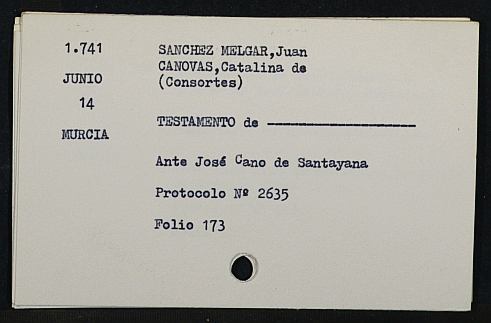 1.741
JUNIO
14
MURCIA
SANCHEZ MELGAR,Juan
CANOVAS,Catalina de
(Consortes)
TESTAMENTO de ------------------
Ante José Cano de Santayana
Protocolo Nº 2635
Folio 173